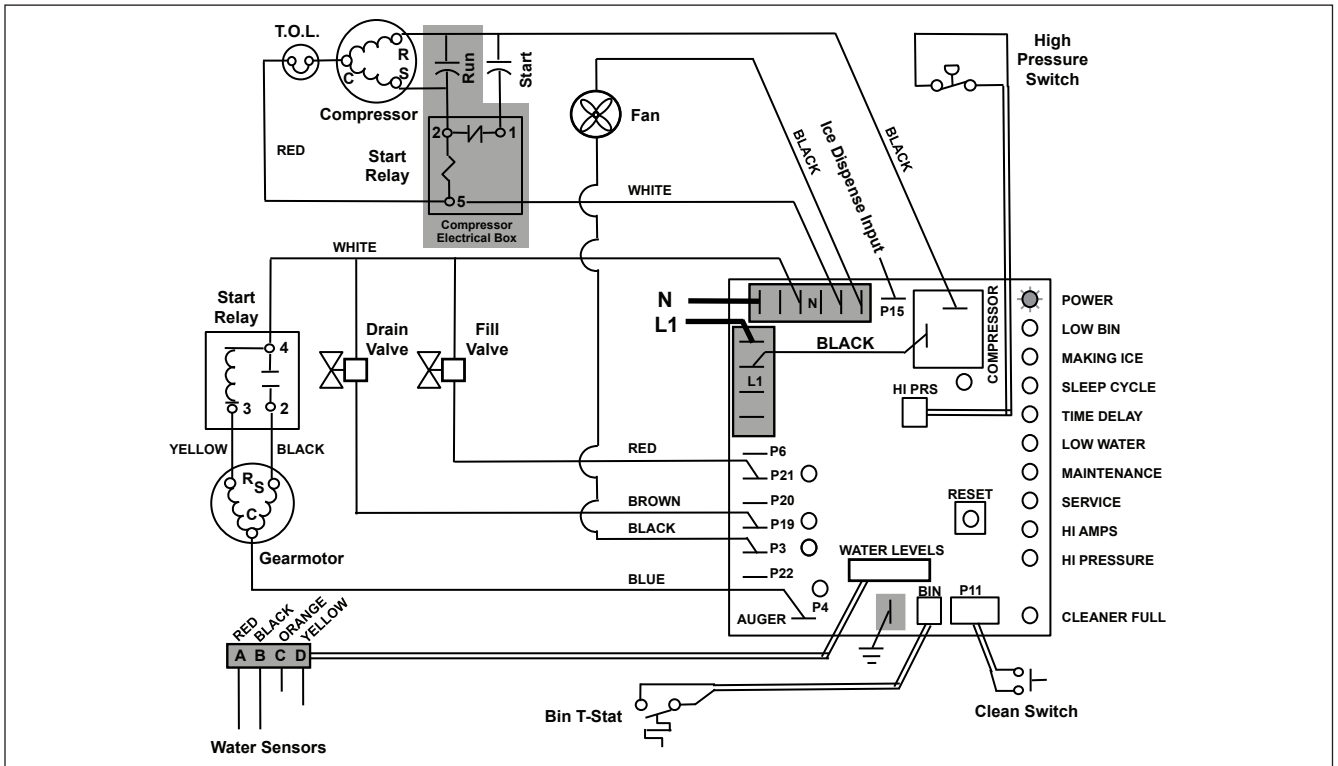 T.O.L.
R
S
C
Compressor
Run
Start
High
Pressure
Switch
Fan
RED
2
1
Start
Relay
5
Compressor
Electrical Box
WHITE
BLACK
Ice Dispense Input
BLACK
WHITE
Start
Relay
4
3
2
Drain
Valve
Fill
Valve
N
L1
N
L1
P15
BLACK
COMPRESSOR
HI PRS
POWER
LOW BIN
MAKING ICE
SLEEP CYCLE
TIME DELAY
LOW WATER
MAINTENANCE
SERVICE
HI AMPS
HI PRESSURE
CLEANER FULL
YELLOW
BLACK
R
S
C
Gearmotor
RED
BROWN
BLACK
BLUE
P6
P21
P20
P19
P3
P22
P4
AUGER
RESET
WATER LEVELS
BIN
P11
RED
BLACK
ORANGE
YELLOW
A B C D
Water Sensors
Bin T-Stat
Clean Switch